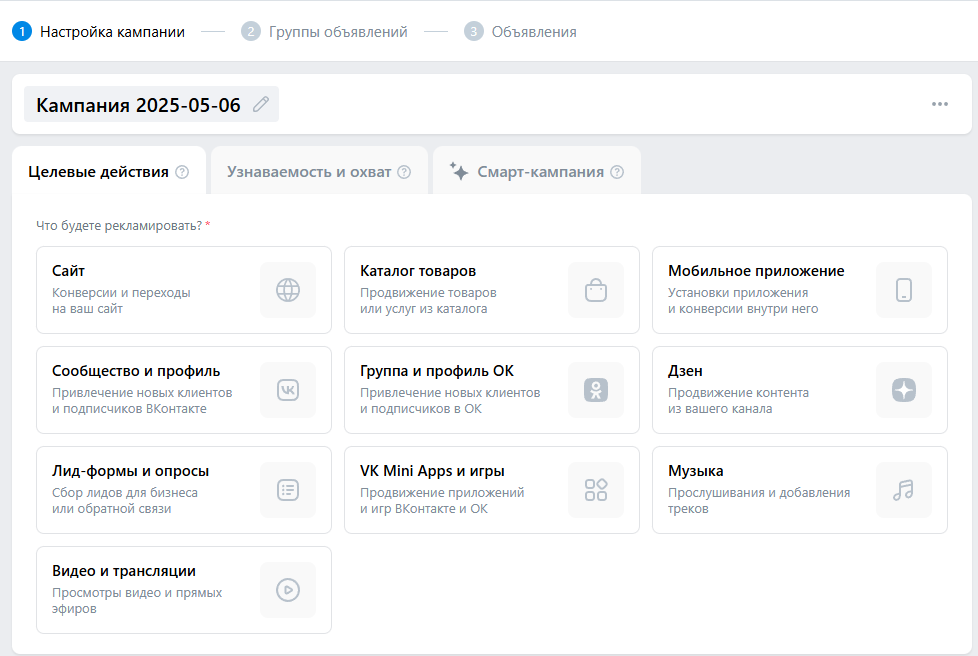 1 Настройка кампании 2 Группы объявлений 3 Объявления
Кампания 2025-05-06
Целевые действия ? Узнаваемость и охват ? Смарт-кампания ?
Что будете рекламировать? *
Сайт
Конверсии и переходы
на ваш сайт
Каталог товаров
Продвижение товаров
или услуг из каталога
Мобильное приложение
Установки приложения
и конверсии внутри него
Сообщество и профиль
Привлечение новых клиентов
и подписчиков ВКонтакте
Группа и профиль ОК
Привлечение новых клиентов
и подписчиков в ОК
Дзен
Продвижение контента
из вашего канала
Лид-формы и опросы
Сбор лидов для бизнеса
или обратной связи
VK Mini Apps и игры
Продвижение приложений
и игр ВКонтакте и ОК
Музыка
Прослушивания и добавления
треков
Видео и трансляции
Просмотры видео и прямых
эфиров